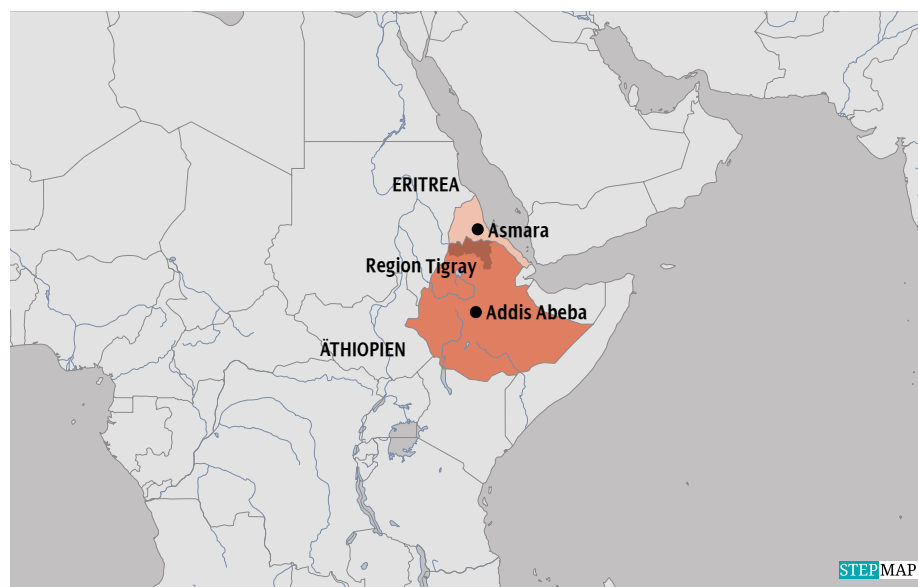 ERITREA
Asmara
Region Tigray
Addis Abeba
ÄTHIOPIEN
STEPMAP